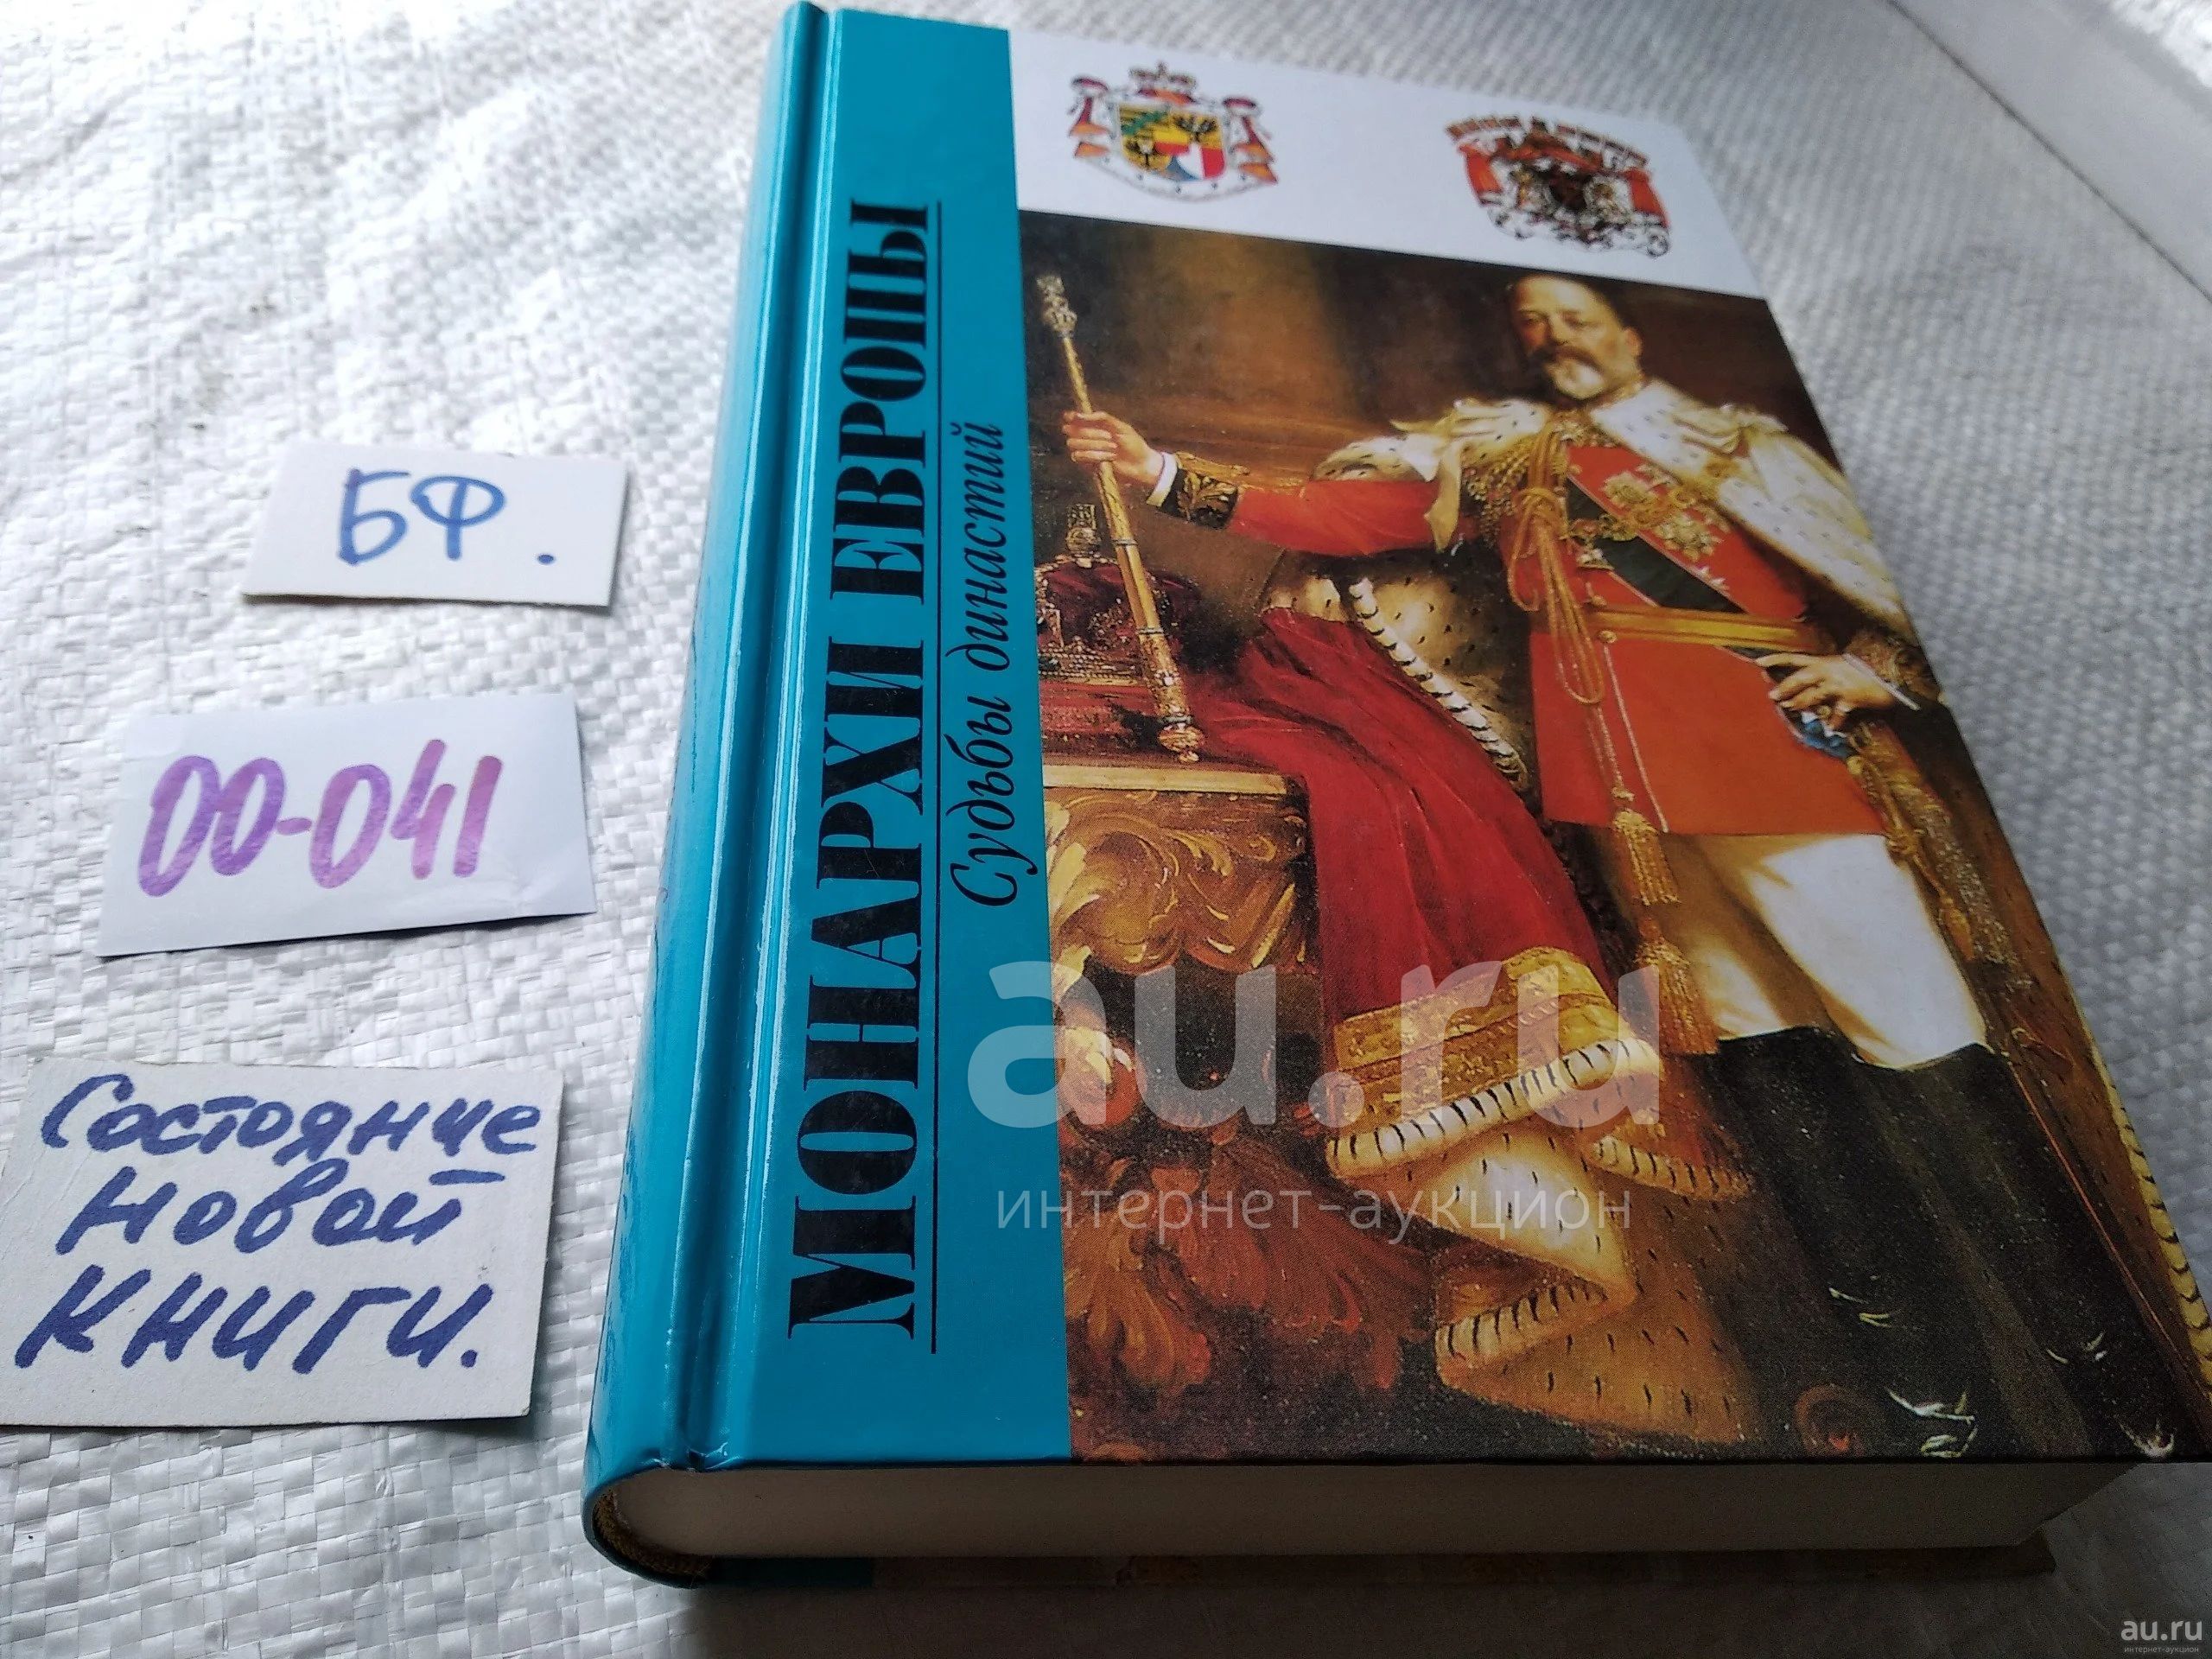 БФ.
00-041
Состояние
новой
книги.
МОНАРХИ ЕВРОПЫ
Судьбы династий
au.ru
интернет-аукцион
au.ru
интернет-аукцион